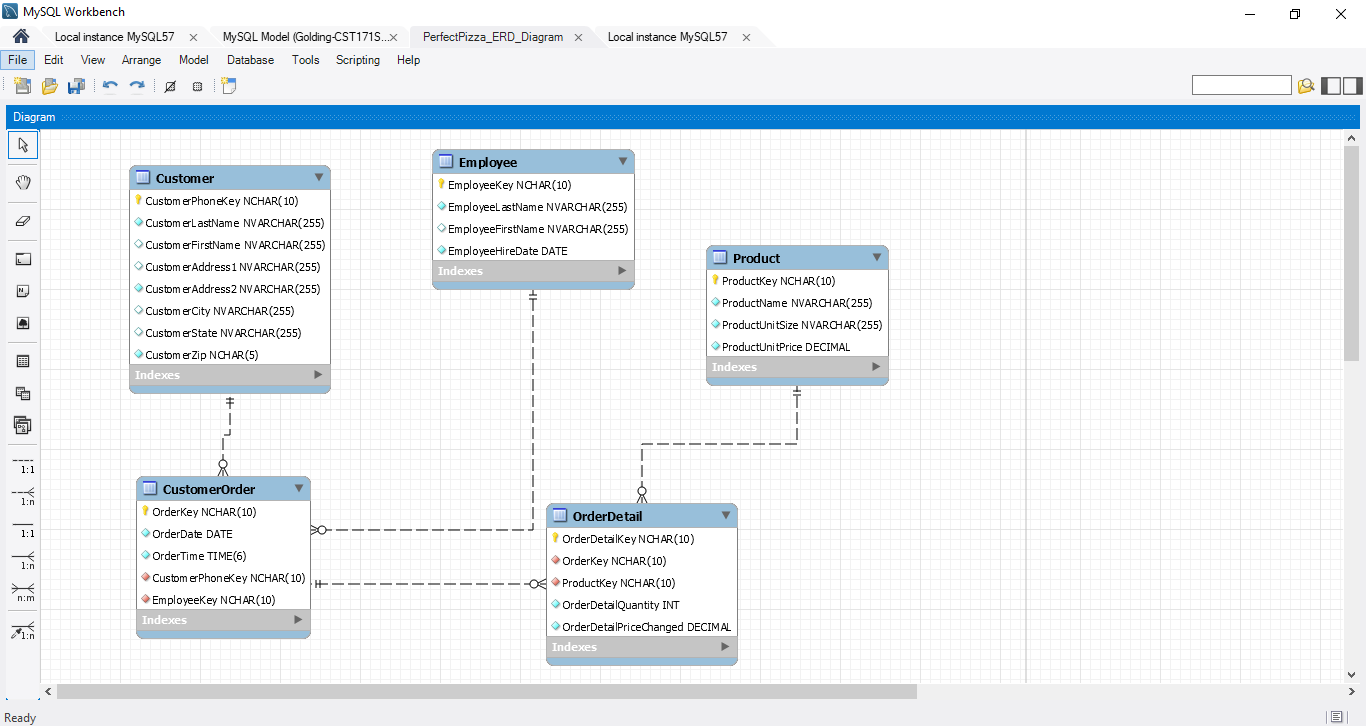 MySQL Workbench
Local instance MySQL57
MySQL Model (Golding-CST171S...
PerfectPizza_ERD_Diagram
Local instance MySQL57
File Edit View Arrange Model Database Tools Scripting Help
Diagram
Customer
CustomerPhoneKey NCHAR(10)
CustomerLastName NVARCHAR(255)
CustomerFirstName NVARCHAR(255)
CustomerAddress1 NVARCHAR(255)
CustomerAddress2 NVARCHAR(255)
CustomerCity NVARCHAR(255)
CustomerState NVARCHAR(255)
CustomerZip NCHAR(5)
Indexes
Employee
EmployeeKey NCHAR(10)
EmployeeLastName NVARCHAR(255)
EmployeeFirstName NVARCHAR(255)
EmployeeHireDate DATE
Indexes
Product
ProductKey NCHAR(10)
ProductName NVARCHAR(255)
ProductUnitSize NVARCHAR(255)
ProductUnitPrice DECIMAL
Indexes
CustomerOrder
OrderKey NCHAR(10)
OrderDate DATE
OrderTime TIME(6)
CustomerPhoneKey NCHAR(10)
EmployeeKey NCHAR(10)
Indexes
OrderDetail
OrderDetailKey NCHAR(10)
OrderKey NCHAR(10)
ProductKey NCHAR(10)
OrderDetailQuantity INT
OrderDetailPriceChanged DECIMAL
Indexes
1:1
1:n
1:1
1:n
n:m
1:n
Ready